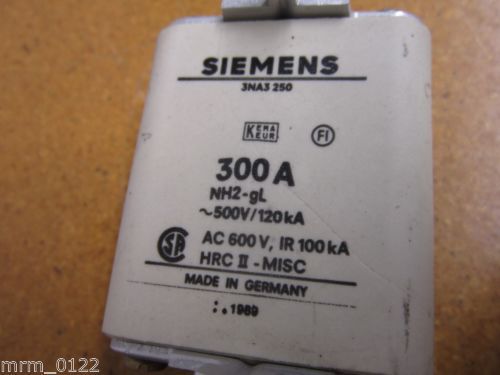 SIEMENS
3NA3 250
KEMA KEUR
FI
300 A
NH2-gL
~500V/120kA
SA
AC 600 V, IR 100 kA
HRC II - MISC
MADE IN GERMANY
:. 1989
mrm_0122